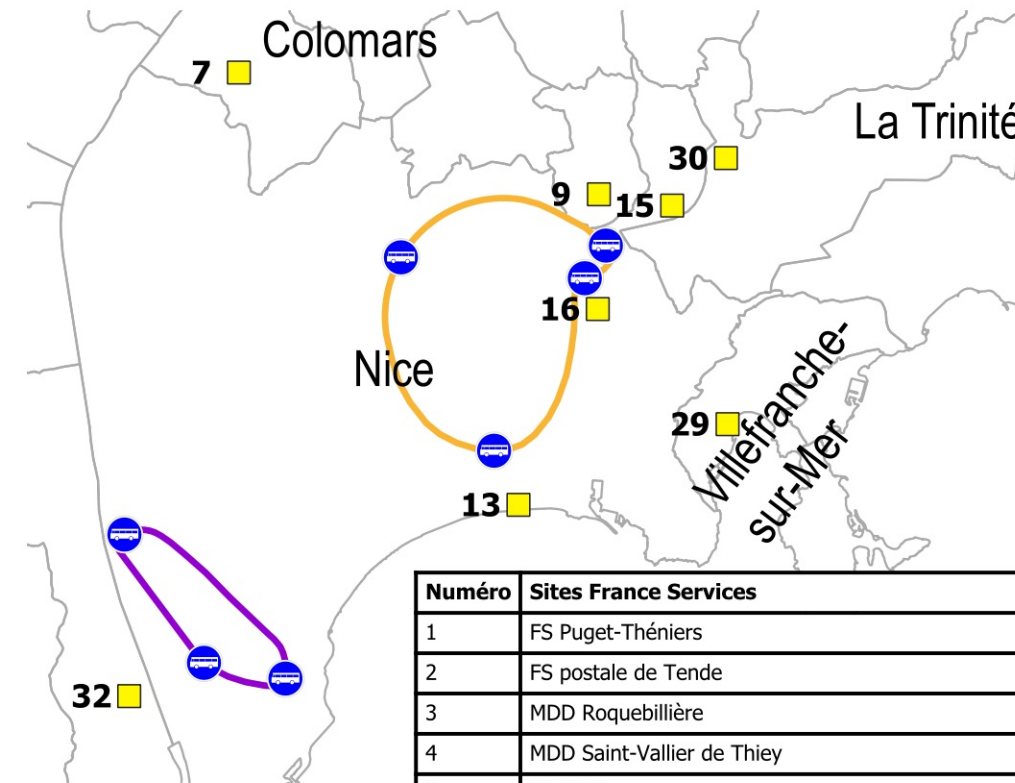 Colomars
7
La Trinité
30
9
15
16
Nice
29
Villefranche-
sur-Mer
13
32
Numéro Sites France Services
1 FS Puget-Théniers
2 FS postale de Tende
3 MDD Roquebillière
4 MDD Saint-Vallier de Thiey